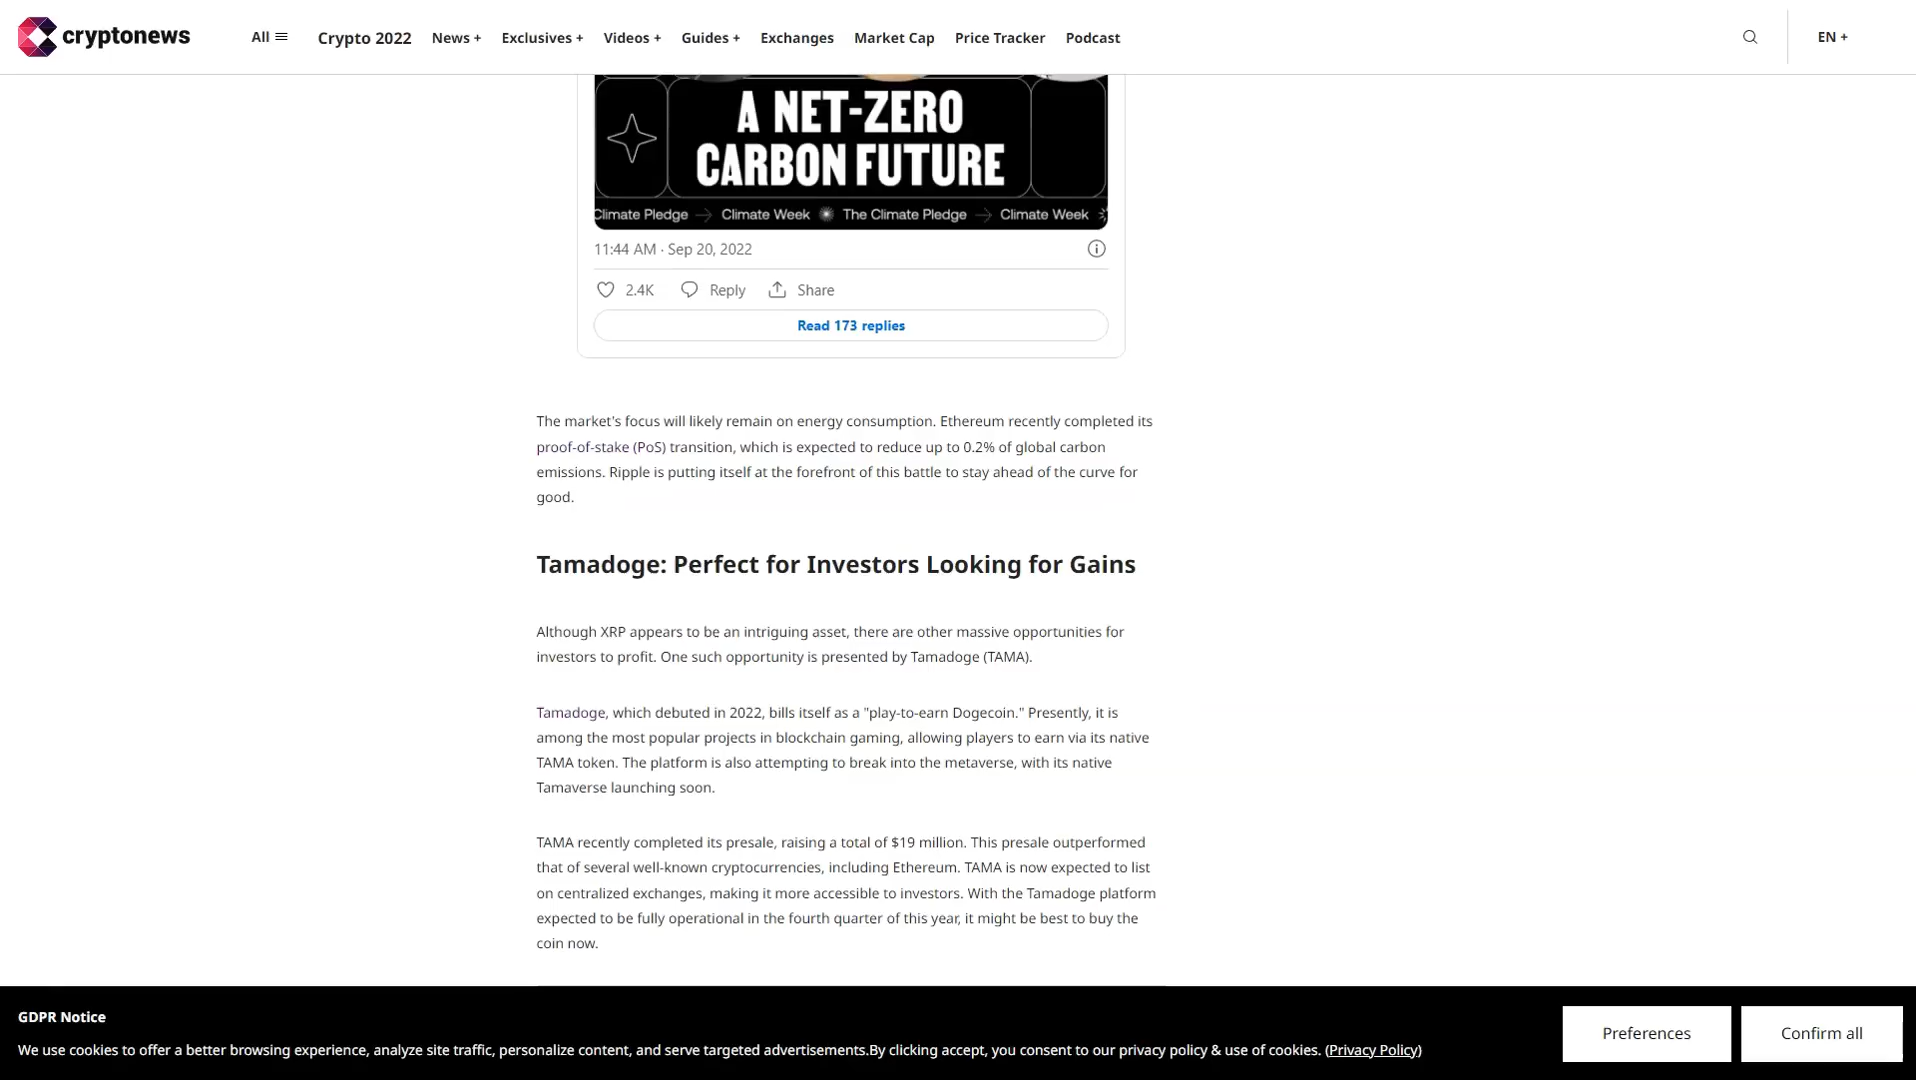 cryptonews
All
Crypto 2022
News +
Exclusives +
Videos +
Guides +
Exchanges
Market Cap
Price Tracker
Podcast
EN +
A NET-ZERO
CARBON FUTURE
Climate Pledge → Climate Week The Climate Pledge → Climate Week
11:44 AM · Sep 20, 2022
2.4K Reply Share
Read 173 replies
The market's focus will likely remain on energy consumption. Ethereum recently completed its
proof-of-stake (PoS) transition, which is expected to reduce up to 0.2% of global carbon
emissions. Ripple is putting itself at the forefront of this battle to stay ahead of the curve for
good.
Tamadoge: Perfect for Investors Looking for Gains
Although XRP appears to be an intriguing asset, there are other massive opportunities for
investors to profit. One such opportunity is presented by Tamadoge (TAMA).
Tamadoge, which debuted in 2022, bills itself as a "play-to-earn Dogecoin." Presently, it is
among the most popular projects in blockchain gaming, allowing players to earn via its native
TAMA token. The platform is also attempting to break into the metaverse, with its native
Tamaverse launching soon.
TAMA recently completed its presale, raising a total of $19 million. This presale outperformed
that of several well-known cryptocurrencies, including Ethereum. TAMA is now expected to list
on centralized exchanges, making it more accessible to investors. With the Tamadoge platform
expected to be fully operational in the fourth quarter of this year, it might be best to buy the
coin now.
GDPR Notice
We use cookies to offer a better browsing experience, analyze site traffic, personalize content, and serve targeted advertisements.By clicking accept, you consent to our privacy policy & use of cookies. (Privacy Policy)
Preferences
Confirm all